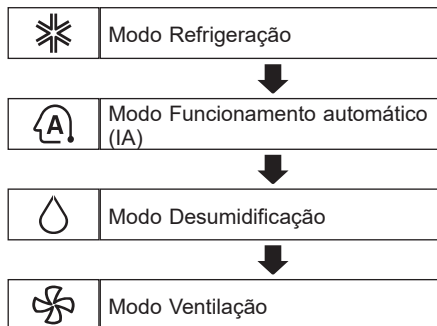 Modo Refrigeração
A
Modo Funcionamento automático
(IA)
Modo Desumidificação
Modo Ventilação